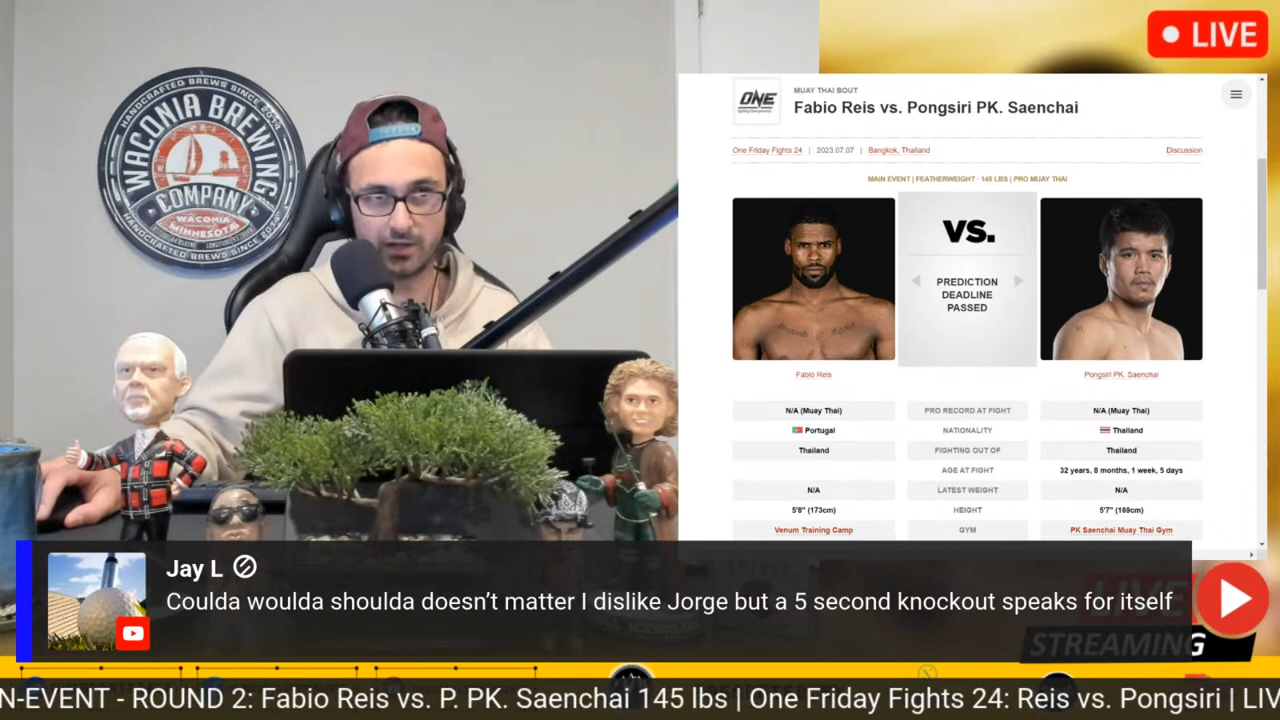 LIVE
HANDCRAFTED BREWS SINCE 2014
WACONIA BREWING
COMPANY
WACONIA
MINNESOTA
HANDCRAFTED BREWS SINCE 2014
ONE
MUAY THAI BOUT
Fabio Reis vs. Pongsiri PK. Saenchai
One Friday Fights 24 | 2023.07.07 | Bangkok, Thailand Discussion
MAIN EVENT | FEATHERWEIGHT · 145 LBS | PRO MUAY THAI
VS.
PREDICTION
DEADLINE
PASSED
Fabio Reis Pongsiri PK. Saenchai
N/A (Muay Thai) PRO RECORD AT FIGHT N/A (Muay Thai)
Portugal NATIONALITY Thailand
Thailand FIGHTING OUT OF Thailand
AGE AT FIGHT 32 years, 8 months, 1 week, 5 days
N/A LATEST WEIGHT N/A
5'8" (173cm) HEIGHT 5'7" (169cm)
Venum Training Camp GYM PK Saenchai Muay Thai Gym
Jay L
Coulda woulda shoulda doesn’t matter I dislike Jorge but a 5 second knockout speaks for itself
LIVE
STREAMING
N-EVENT - ROUND 2: Fabio Reis vs. P. PK. Saenchai 145 lbs | One Friday Fights 24: Reis vs. Pongsiri | LIV